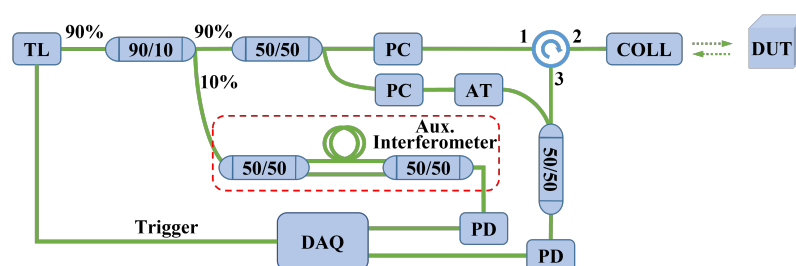 90%
90%
1
2
TL
90/10
50/50
PC
COLL
DUT
10%
3
PC
AT
Aux.
Interferometer
50/50
50/50
50/50
Trigger
DAQ
PD
PD